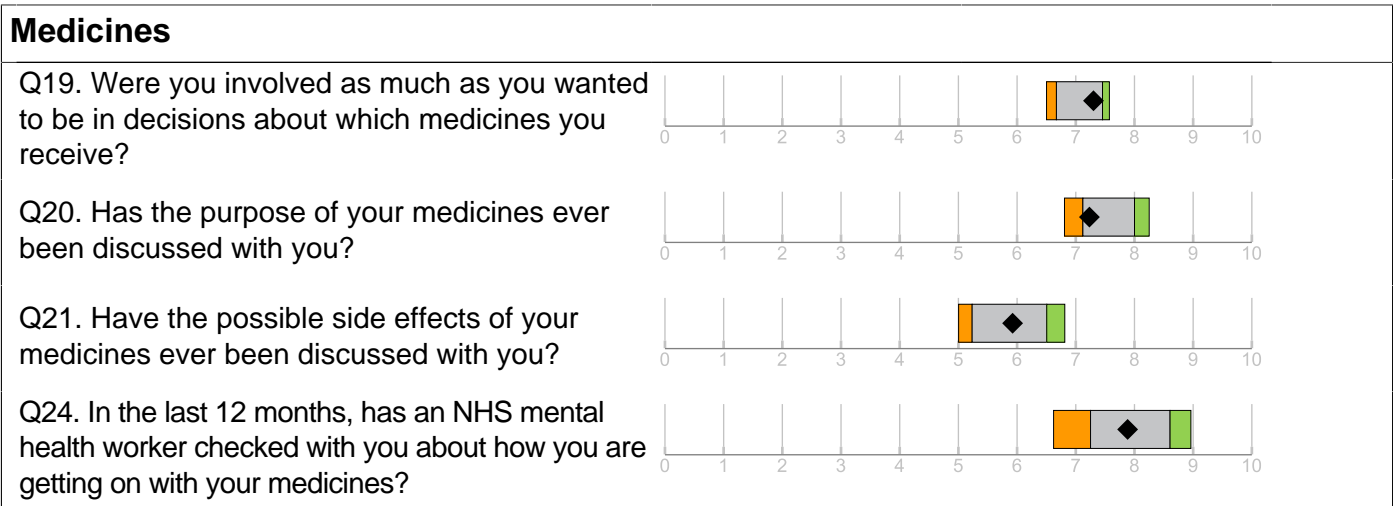 Medicines
Q19. Were you involved as much as you wanted
to be in decisions about which medicines you
receive?
0 1 2 3 4 5 6 7 8 9 10
Q20. Has the purpose of your medicines ever
been discussed with you?
0 1 2 3 4 5 6 7 8 9 10
Q21. Have the possible side effects of your
medicines ever been discussed with you?
0 1 2 3 4 5 6 7 8 9 10
Q24. In the last 12 months, has an NHS mental
health worker checked with you about how you are
getting on with your medicines?
0 1 2 3 4 5 6 7 8 9 10